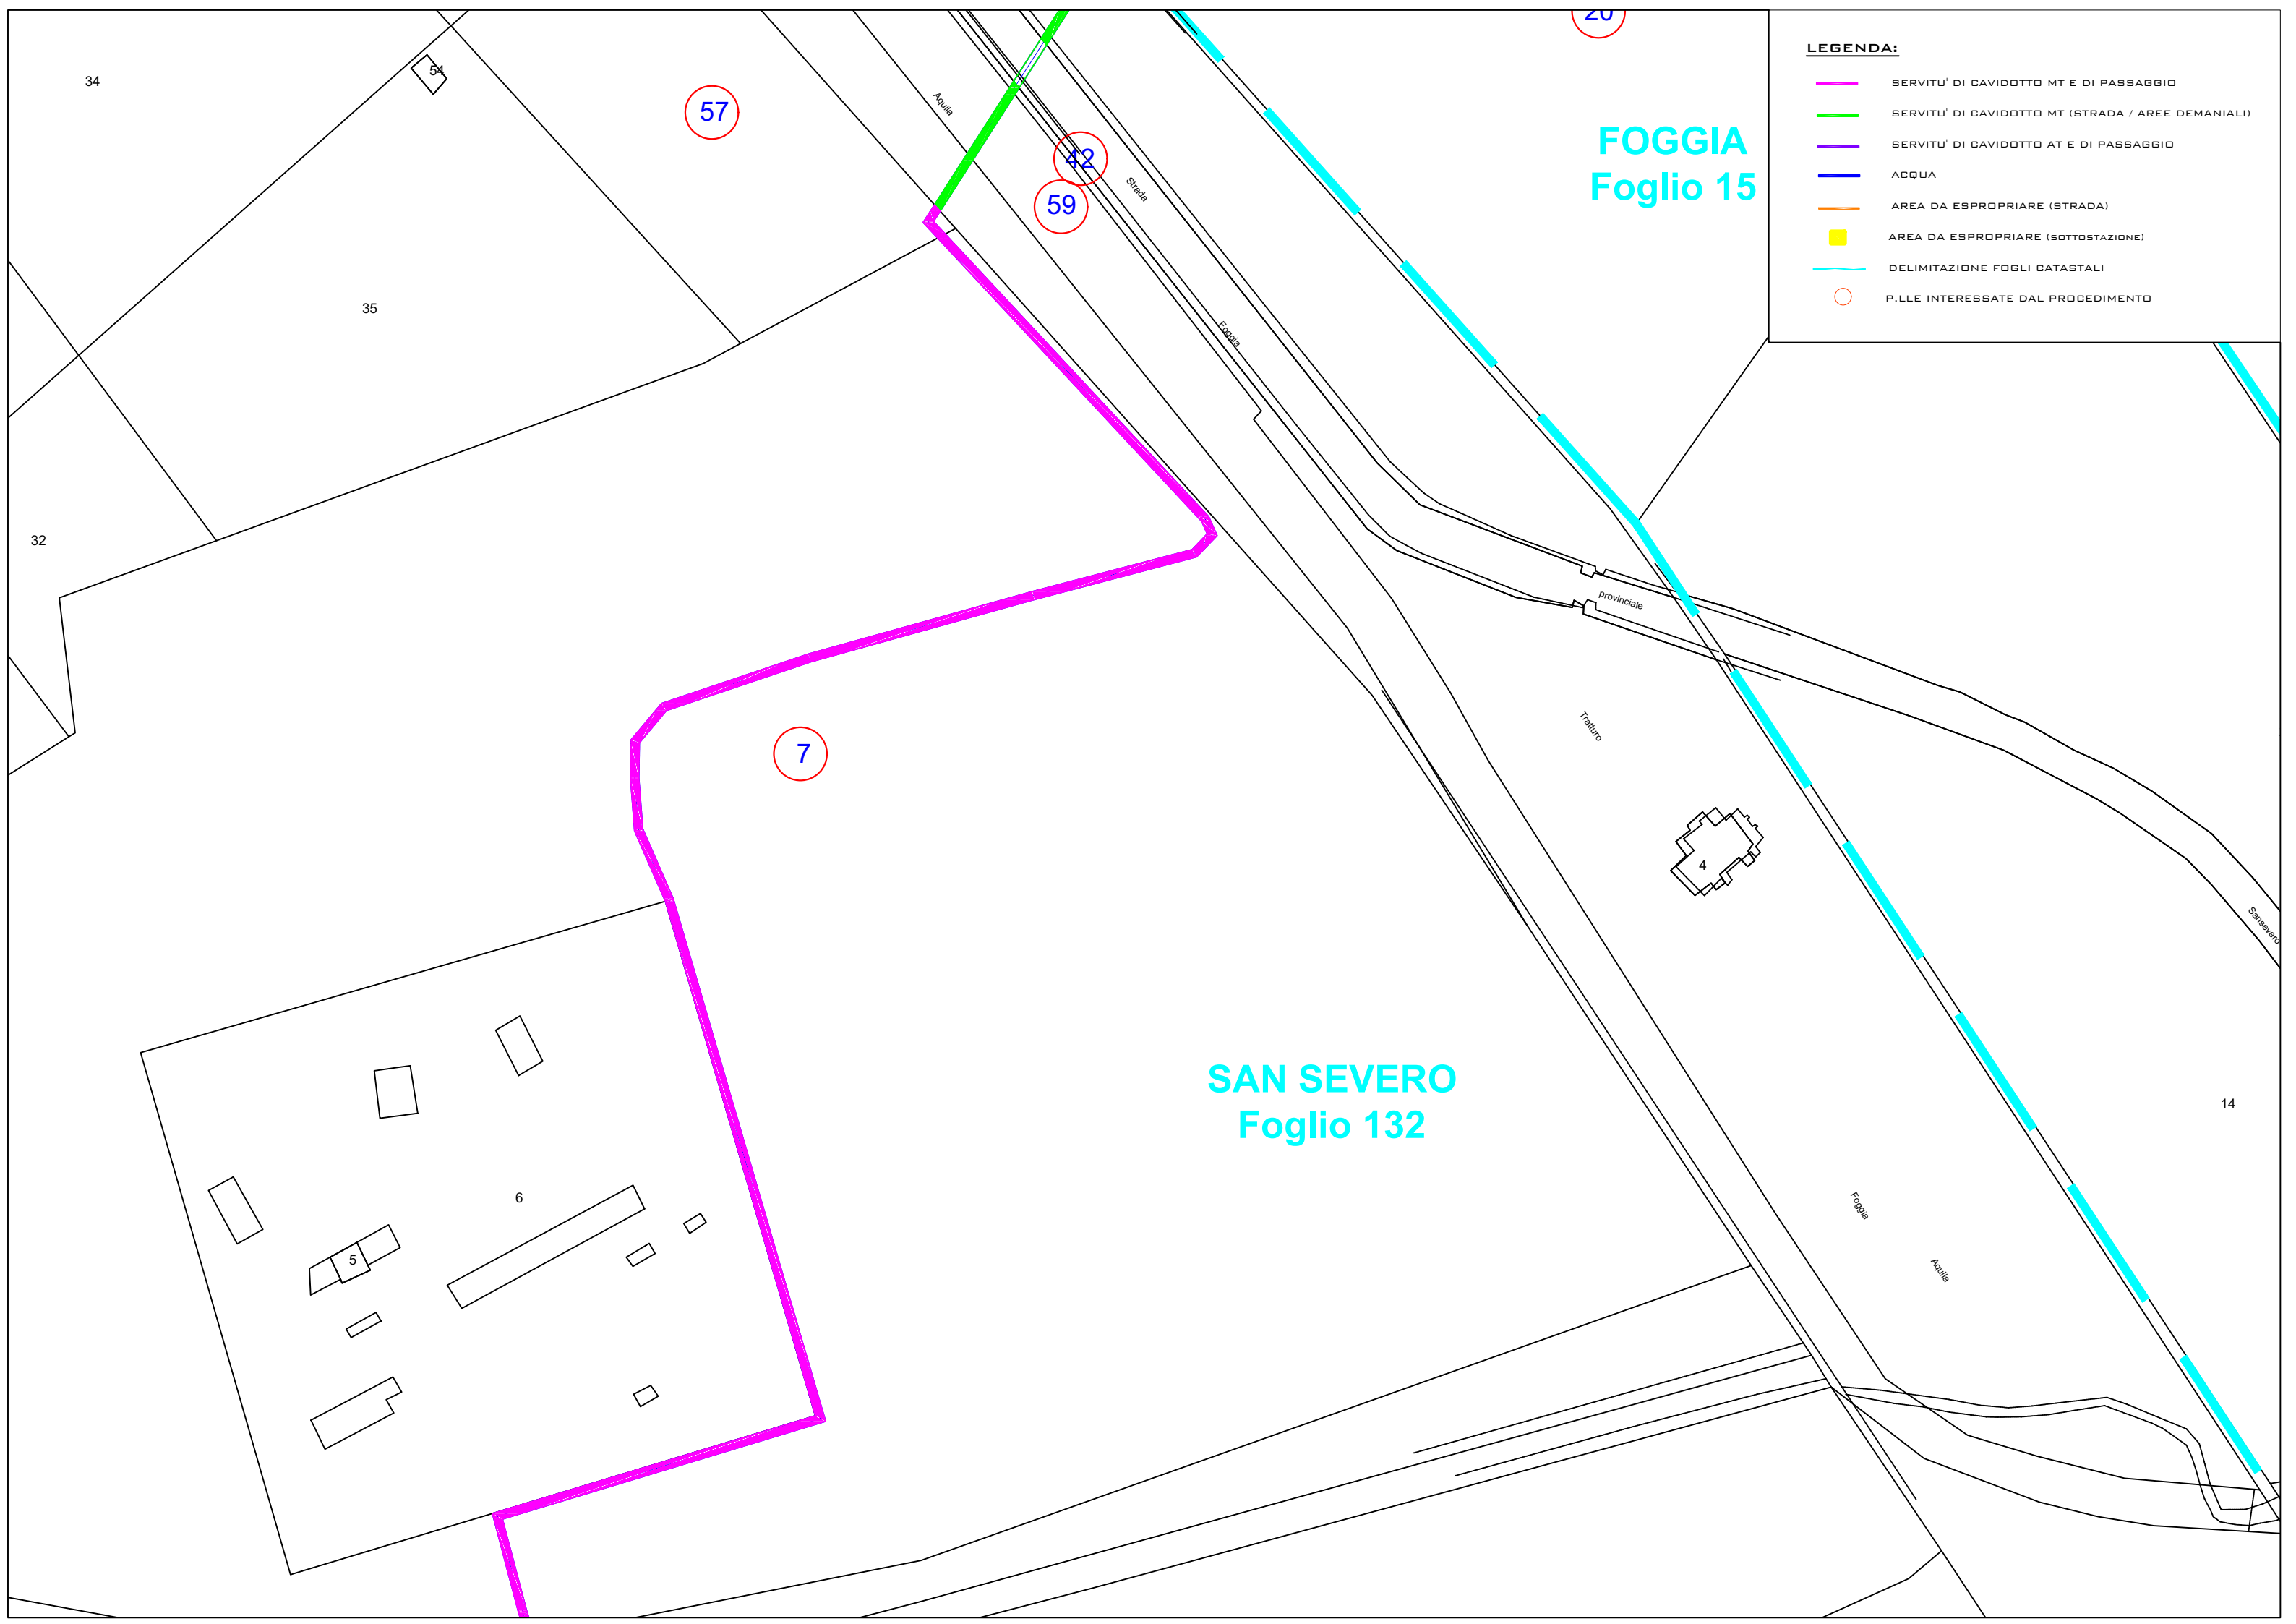 20
LEGENDA:
SERVITU' DI CAVIDOTTO MT E DI PASSAGGIO
SERVITU' DI CAVIDOTTO MT (STRADA / AREE DEMANIALI)
SERVITU' DI CAVIDOTTO AT E DI PASSAGGIO
ACQUA
AREA DA ESPROPRIARE (STRADA)
AREA DA ESPROPRIARE (SOTTOSTAZIONE)
DELIMITAZIONE FOGLI CATASTALI
P.LLE INTERESSATE DAL PROCEDIMENTO
34
54
57
Aquila
42
59
Strada
FOGGIA
Foglio 15
35
Foggia
32
provinciale
Tratturo
7
4
Sansevero
SAN SEVERO
Foglio 132
14
6
5
Foggia
Aquila